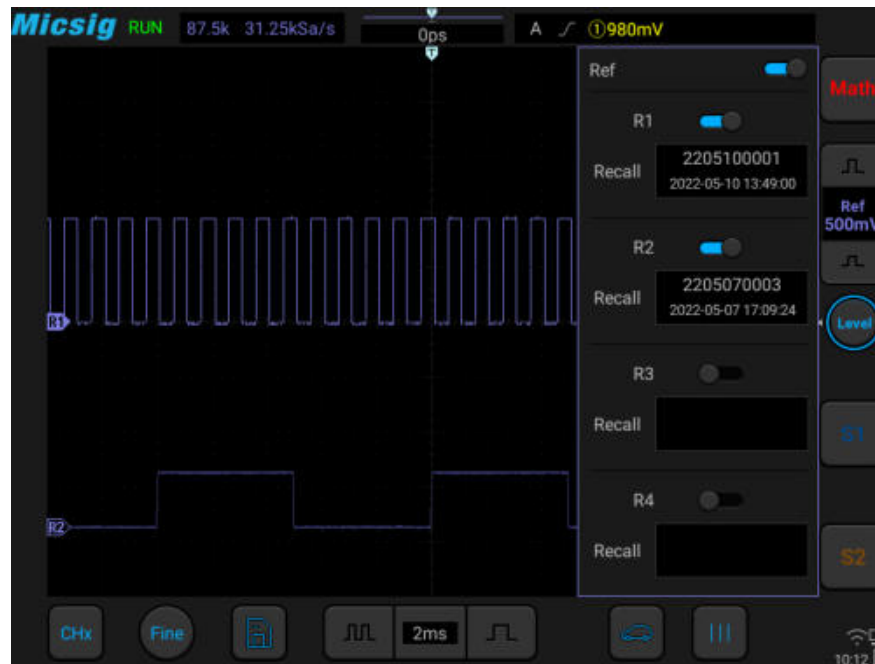 Micsig RUN 87.5k 31.25kSa/s 0ps A ①980mV
T
Ref
Math
R1
Recall 2205100001
2022-05-10 13:49:00
Ref
500mV
R2
Recall 2205070003
2022-05-07 17:09:24
R1
Level
R3
Recall
S1
R4
R2
Recall
S2
CHx Fine 2ms
10:12